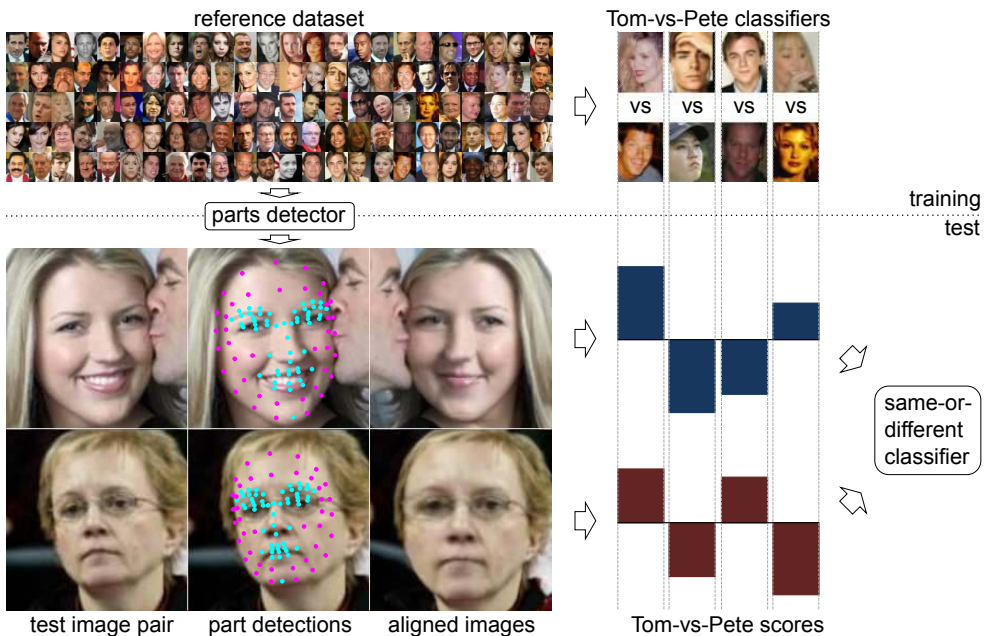 reference dataset
Tom-vs-Pete classifiers
vs vs vs vs
training
parts detector
test
same-or-
different
classifier
test image pair part detections aligned images
Tom-vs-Pete scores